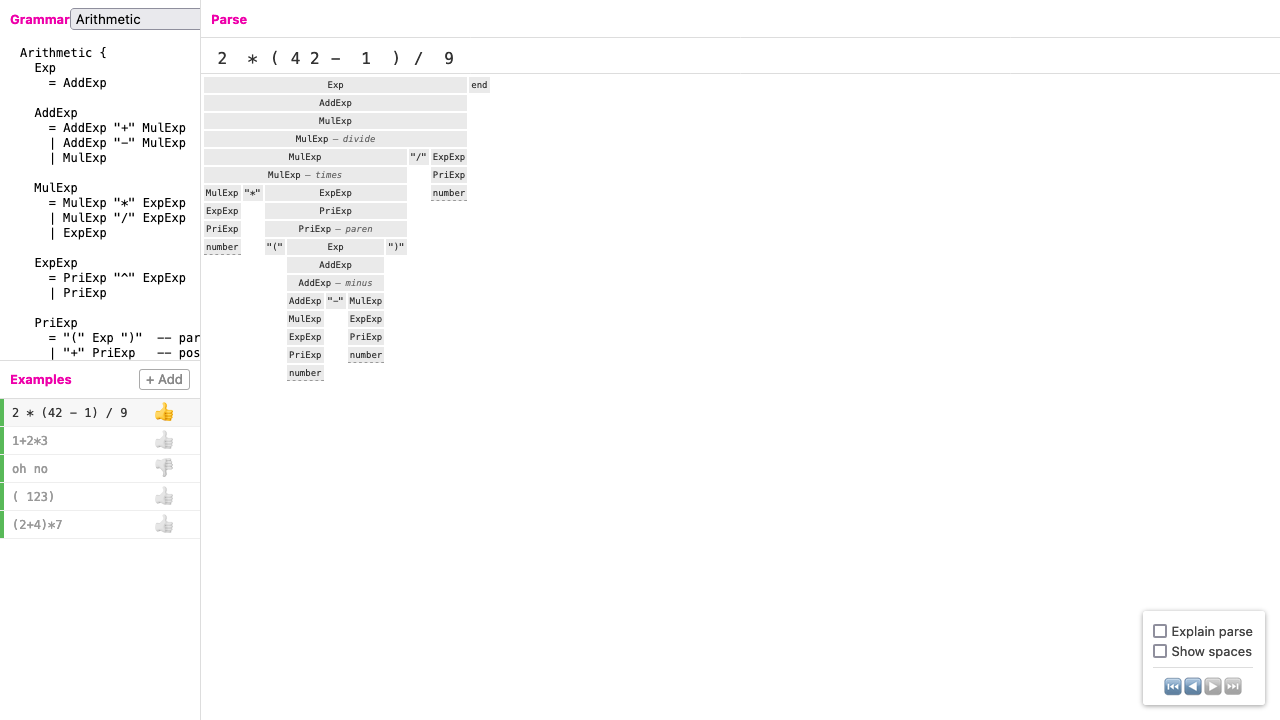 Grammar Arithmetic
Arithmetic {
Exp
= AddExp
AddExp
= AddExp "+" MulExp
| AddExp "-" MulExp
| MulExp
MulExp
= MulExp "*" ExpExp
| MulExp "/" ExpExp
| ExpExp
ExpExp
= PriExp "^" ExpExp
| PriExp
PriExp
= "(" Exp ")" -- par
| "+" PriExp -- pos
Examples
+ Add
2 * (42 - 1) / 9 👍
1+2*3 👍
oh no 👎
( 123) 👍
(2+4)*7 👍
Parse
2 * ( 4 2 - 1 ) / 9
Exp end
AddExp
MulExp
MulExp – divide
MulExp "/" ExpExp
MulExp – times PriExp
MulExp "*" ExpExp number
ExpExp PriExp
PriExp PriExp – paren
number "(" Exp ")"
AddExp
AddExp – minus
AddExp "-" MulExp
MulExp ExpExp
ExpExp PriExp
PriExp number
number
Explain parse
Show spaces
⏮ ◀ ▶ ⏭